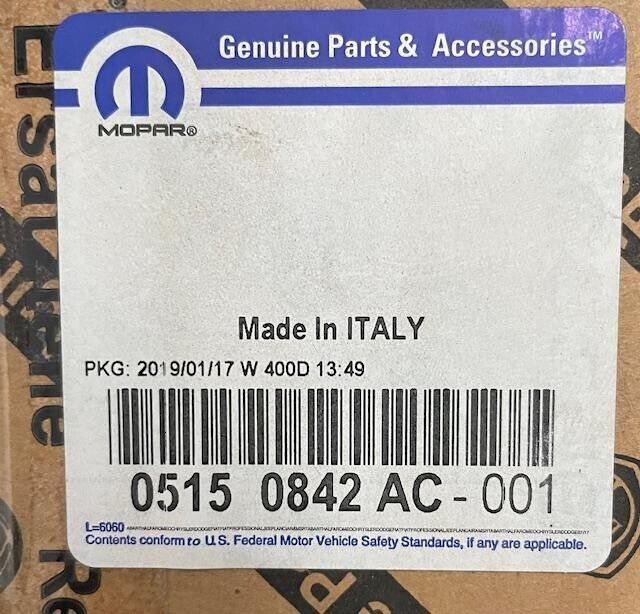 Genuine Parts & Accessories™
MOPAR®
Made In ITALY
PKG: 2019/01/17 W 400D 13:49
0515 0842 AC - 001
L=6060
Contents conform to U.S. Federal Motor Vehicle Safety Standards, if any are applicable.
Ersatzteile